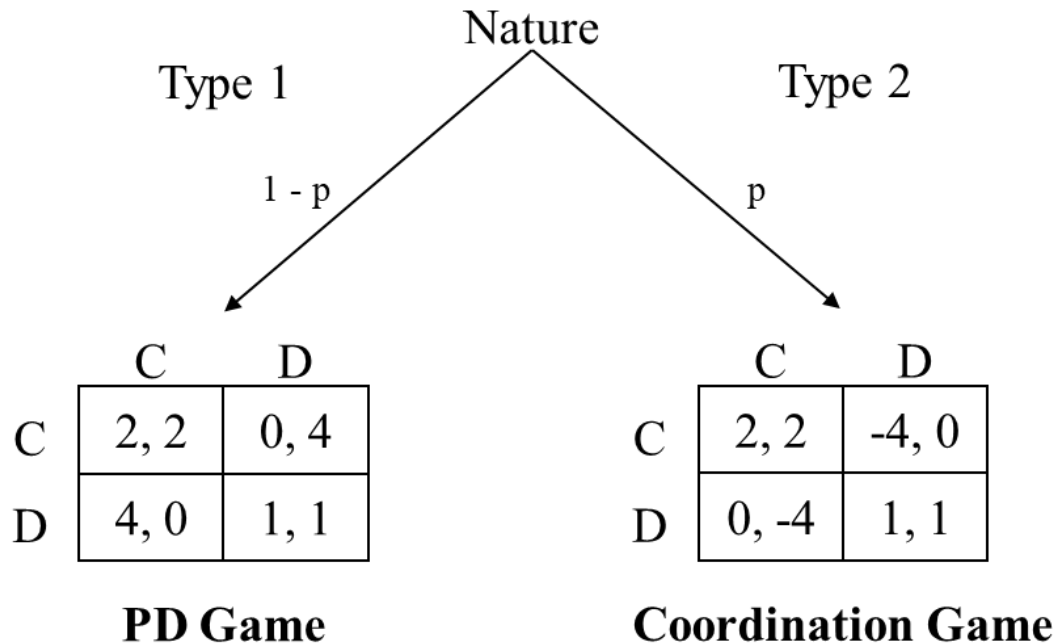 Nature
Type 1 Type 2
1 - p p
C D C D
C 2, 2 0, 4 C 2, 2 -4, 0
D 4, 0 1, 1 D 0, -4 1, 1
PD Game Coordination Game